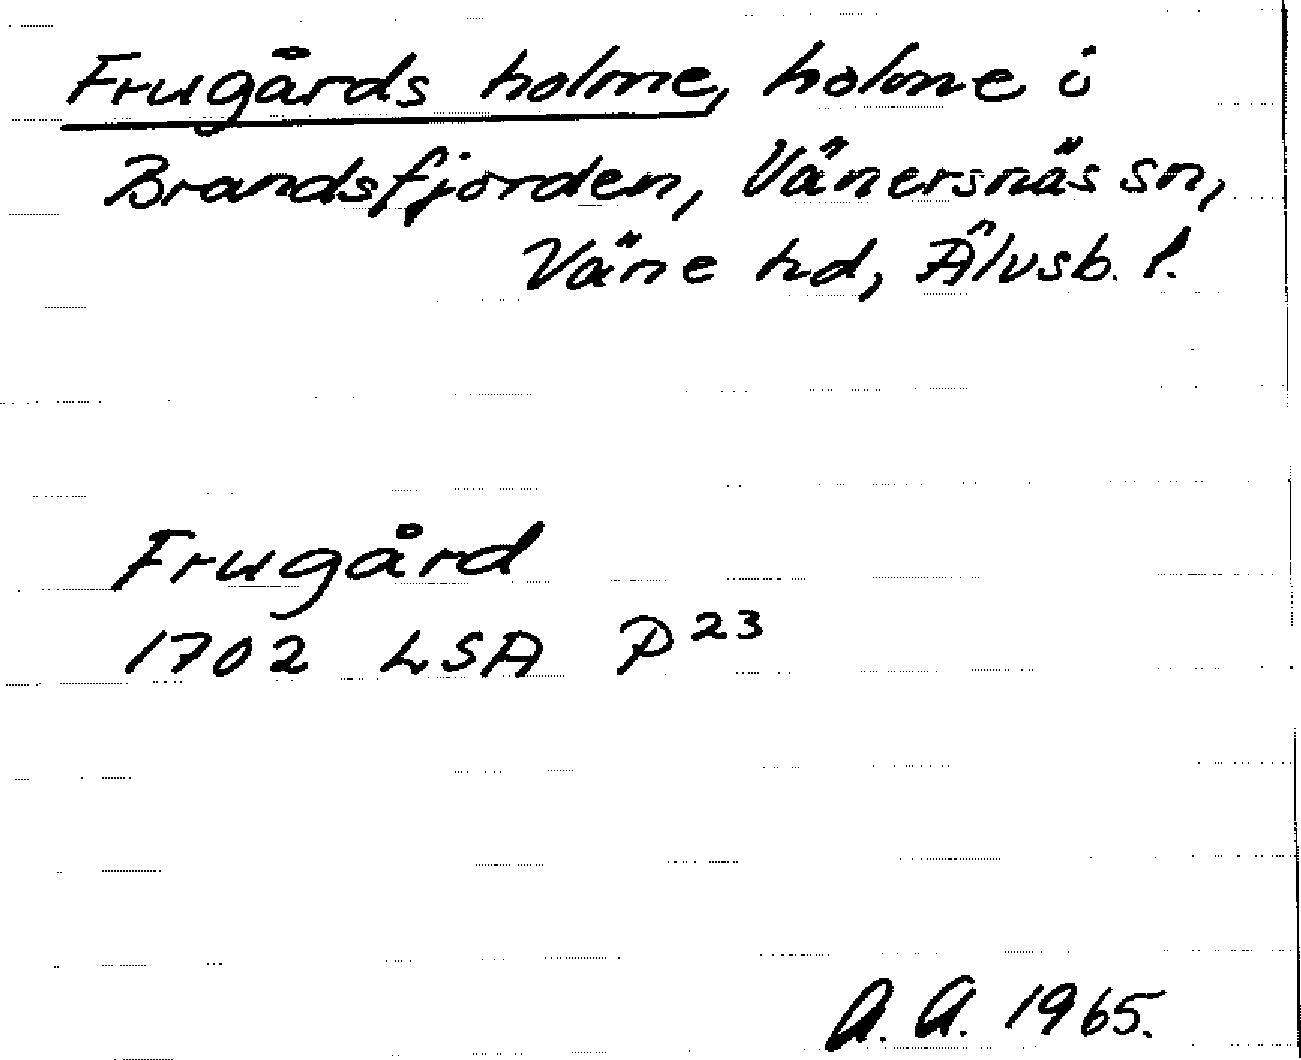 Frugårds holme, holme i
Brandsfjorden, Vänersnäs sn,
Väne hd, Älvsb. l.
Frugård
1702 LSA P23
A. A. 1965.